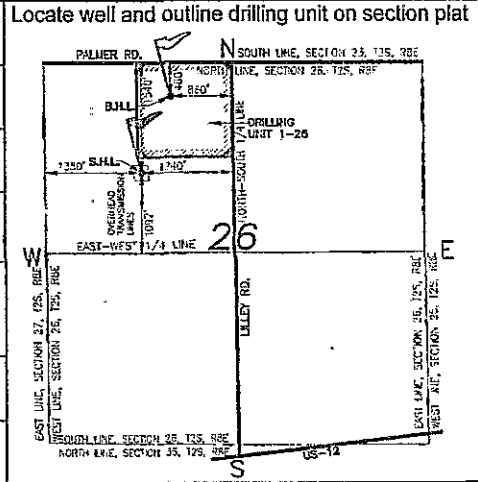 Locate well and outline drilling unit on section plat
PALMER RD.
N
SOUTH LINE, SECTION 23, T2S, R8E
NORTH LINE, SECTION 26, T2S, R8E
460'
860'
B.H.L.
DRILLING
UNIT 1-26
NORTH-SOUTH 1/4 LINE
S.H.L.
1350'
1740'
OVERHEAD
TRANSMISSION
LINES
1092'
26
EAST-WEST 1/4 LINE
W
E
EAST LINE, SECTION 27, T2S, R8E
WEST LINE, SECTION 26, T2S, R8E
LILLEY RD.
EAST LINE, SECTION 26, T2S, R8E
WEST LINE, SECTION 25, T2S, R8E
SOUTH LINE, SECTION 26, T2S, R8E
NORTH LINE, SECTION 35, T2S, R8E
US-12
S